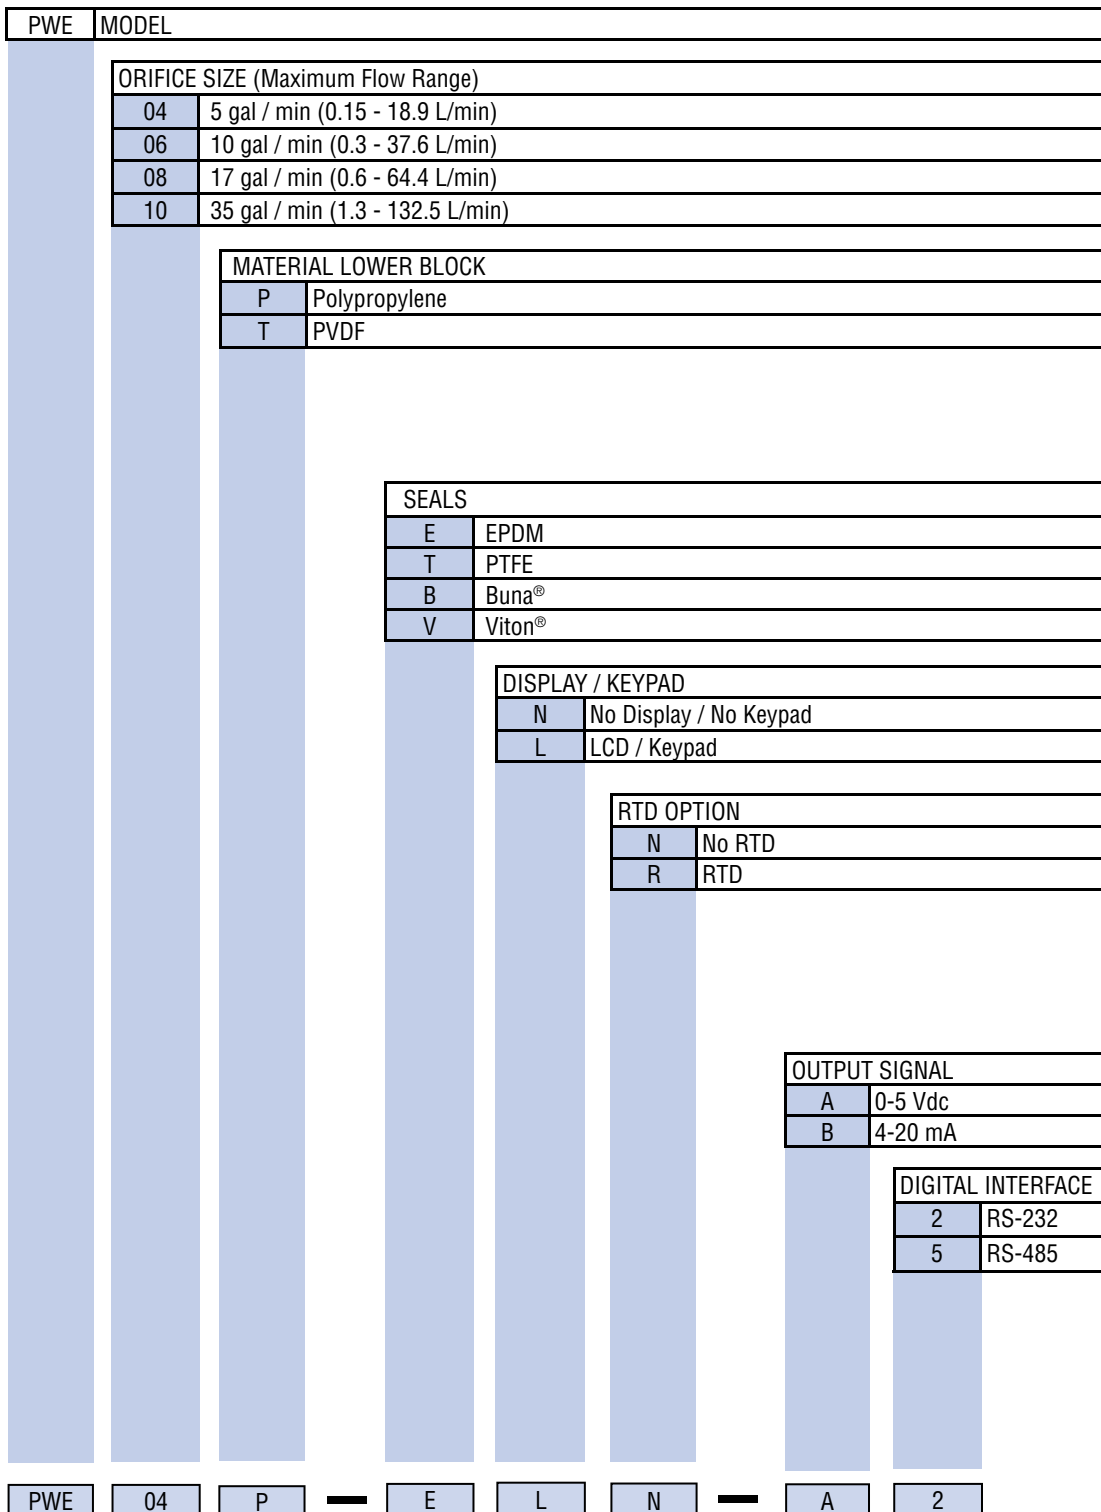 PWE MODEL
ORIFICE SIZE (Maximum Flow Range)
04 5 gal / min (0.15 - 18.9 L/min)
06 10 gal / min (0.3 - 37.6 L/min)
08 17 gal / min (0.6 - 64.4 L/min)
10 35 gal / min (1.3 - 132.5 L/min)
MATERIAL LOWER BLOCK
P Polypropylene
T PVDF
SEALS
E EPDM
T PTFE
B Buna®
V Viton®
DISPLAY / KEYPAD
N No Display / No Keypad
L LCD / Keypad
RTD OPTION
N No RTD
R RTD
OUTPUT SIGNAL
A 0-5 Vdc
B 4-20 mA
DIGITAL INTERFACE
2 RS-232
5 RS-485
PWE 04 P — E L N — A 2